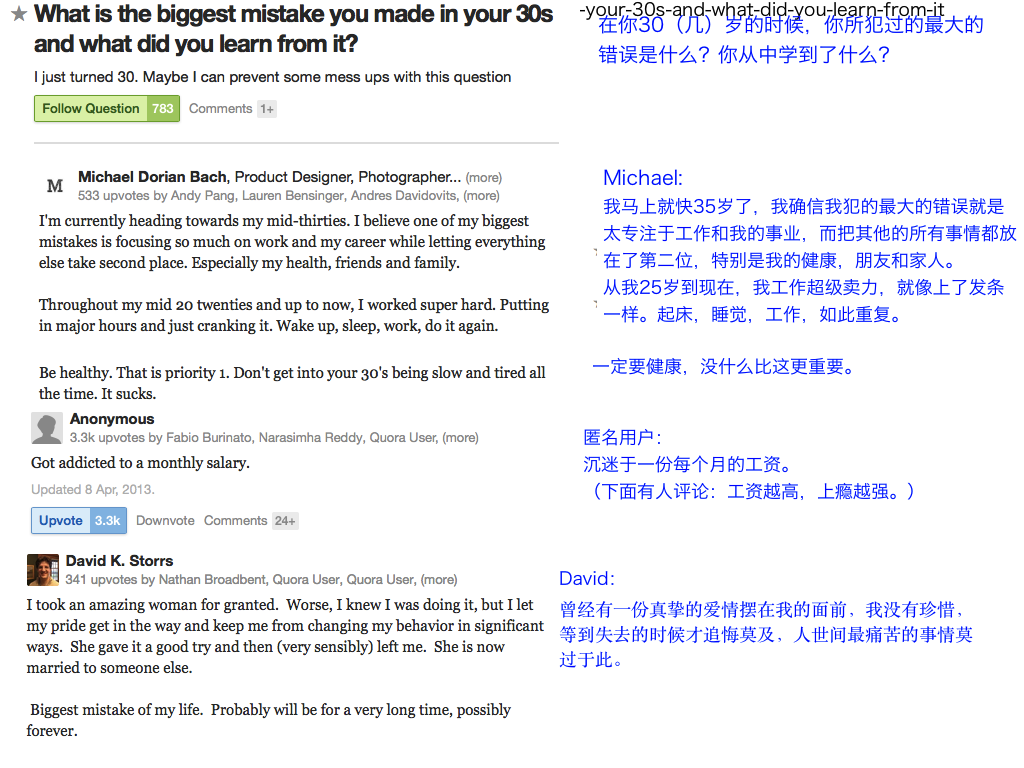 What is the biggest mistake you made in your 30s
and what did you learn from it?
I just turned 30. Maybe I can prevent some mess ups with this question
Follow Question 783 Comments 1+
-your-30s-and-what-did-you-learn-from-it
在你30（几）岁的时候，你所犯过的最大的
错误是什么？你从中学到了什么？
M
Michael Dorian Bach, Product Designer, Photographer... (more)
533 upvotes by Andy Pang, Lauren Bensinger, Andres Davidovits, (more)
I'm currently heading towards my mid-thirties. I believe one of my biggest
mistakes is focusing so much on work and my career while letting everything
else take second place. Especially my health, friends and family.
Throughout my mid 20 twenties and up to now, I worked super hard. Putting
in major hours and just cranking it. Wake up, sleep, work, do it again.
Be healthy. That is priority 1. Don't get into your 30's being slow and tired all
the time. It sucks.
Michael:
我马上就快35岁了，我确信我犯的最大的错误就是
太专注于工作和我的事业，而把其他的所有事情都放
在了第二位，特别是我的健康，朋友和家人。
从我25岁到现在，我工作超级卖力，就像上了发条
一样。起床，睡觉，工作，如此重复。
一定要健康，没什么比这更重要。
Anonymous
3.3k upvotes by Fabio Burinato, Narasimha Reddy, Quora User, (more)
Got addicted to a monthly salary.
Updated 8 Apr, 2013.
Upvote 3.3k Downvote Comments 24+
匿名用户：
沉迷于一份每个月的工资。
（下面有人评论：工资越高，上瘾越强。）
David K. Storrs
341 upvotes by Nathan Broadbent, Quora User, Quora User, (more)
I took an amazing woman for granted.  Worse, I knew I was doing it, but I let
my pride get in the way and keep me from changing my behavior in significant
ways.  She gave it a good try and then (very sensibly) left me.  She is now
married to someone else.
Biggest mistake of my life.  Probably will be for a very long time, possibly
forever.
David:
曾经有一份真挚的爱情摆在我的面前，我没有珍惜，
等到失去的时候才追悔莫及，人世间最痛苦的事情莫
过于此。